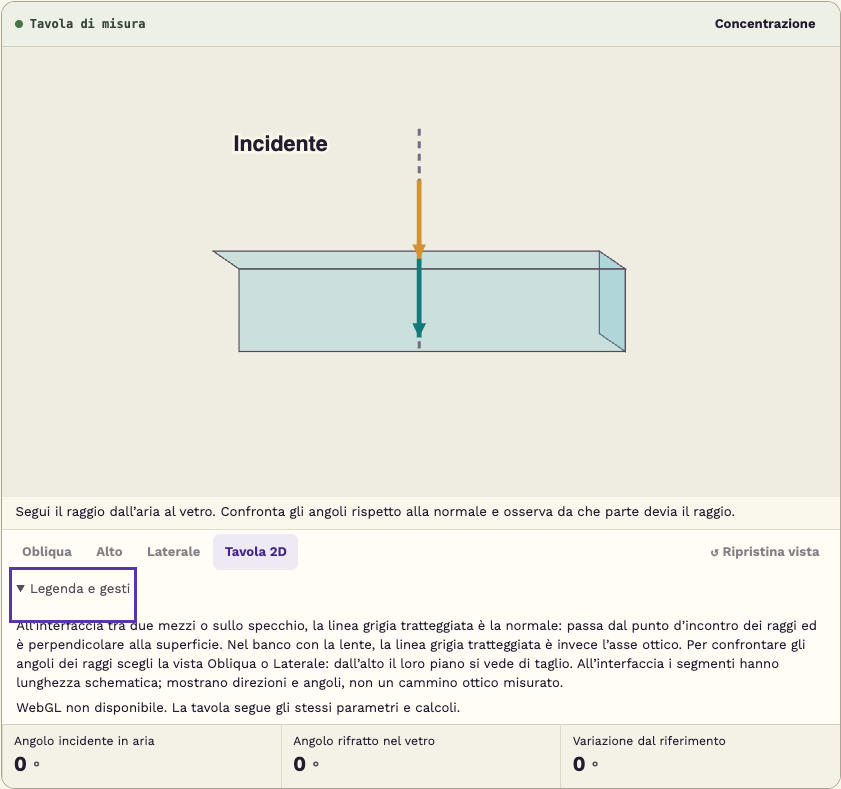 Tavola di misura
Concentrazione
Incidente
Segui il raggio dall’aria al vetro. Confronta gli angoli rispetto alla normale e osserva da che parte devia il raggio.
Obliqua Alto Laterale Tavola 2D ↺ Ripristina vista
▼ Legenda e gesti
All’interfaccia tra due mezzi o sullo specchio, la linea grigia tratteggiata è la normale: passa dal punto d’incontro dei raggi ed
è perpendicolare alla superficie. Nel banco con la lente, la linea grigia tratteggiata è invece l’asse ottico. Per confrontare gli
angoli dei raggi scegli la vista Obliqua o Laterale: dall’alto il loro piano si vede di taglio. All’interfaccia i segmenti hanno
lunghezza schematica; mostrano direzioni e angoli, non un cammino ottico misurato.
WebGL non disponibile. La tavola segue gli stessi parametri e calcoli.
Angolo incidente in aria
0 °
Angolo rifratto nel vetro
0 °
Variazione dal riferimento
0 °